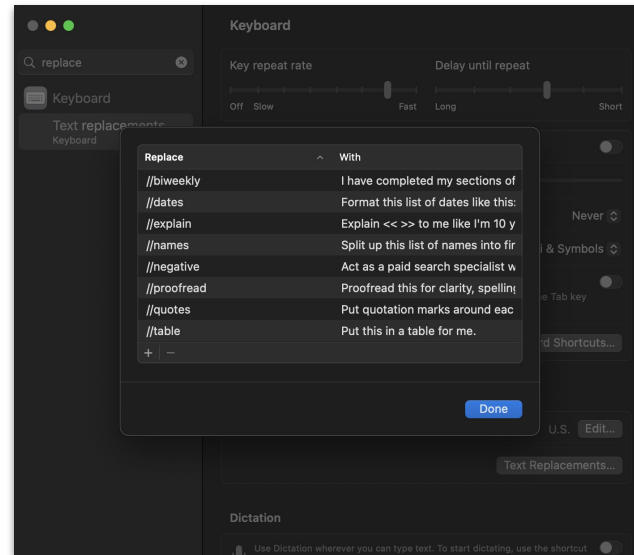 Keyboard
replace
Key repeat rate
Delay until repeat
Off Slow Fast
Long Short
Keyboard
Text replacements
Keyboard
Replace With
//biweekly I have completed my sections of
//dates Format this list of dates like this:
//explain Explain << >> to me like I'm 10 y
//names Split up this list of names into fir
//negative Act as a paid search specialist w
//proofread Proofread this for clarity, spelling
//quotes Put quotation marks around eac
//table Put this in a table for me.
+ −
Never
& Symbols
Tab key
Shortcuts...
Done
U.S. Edit...
Text Replacements...
Dictation
Use Dictation wherever you can type text. To start dictating, use the shortcut